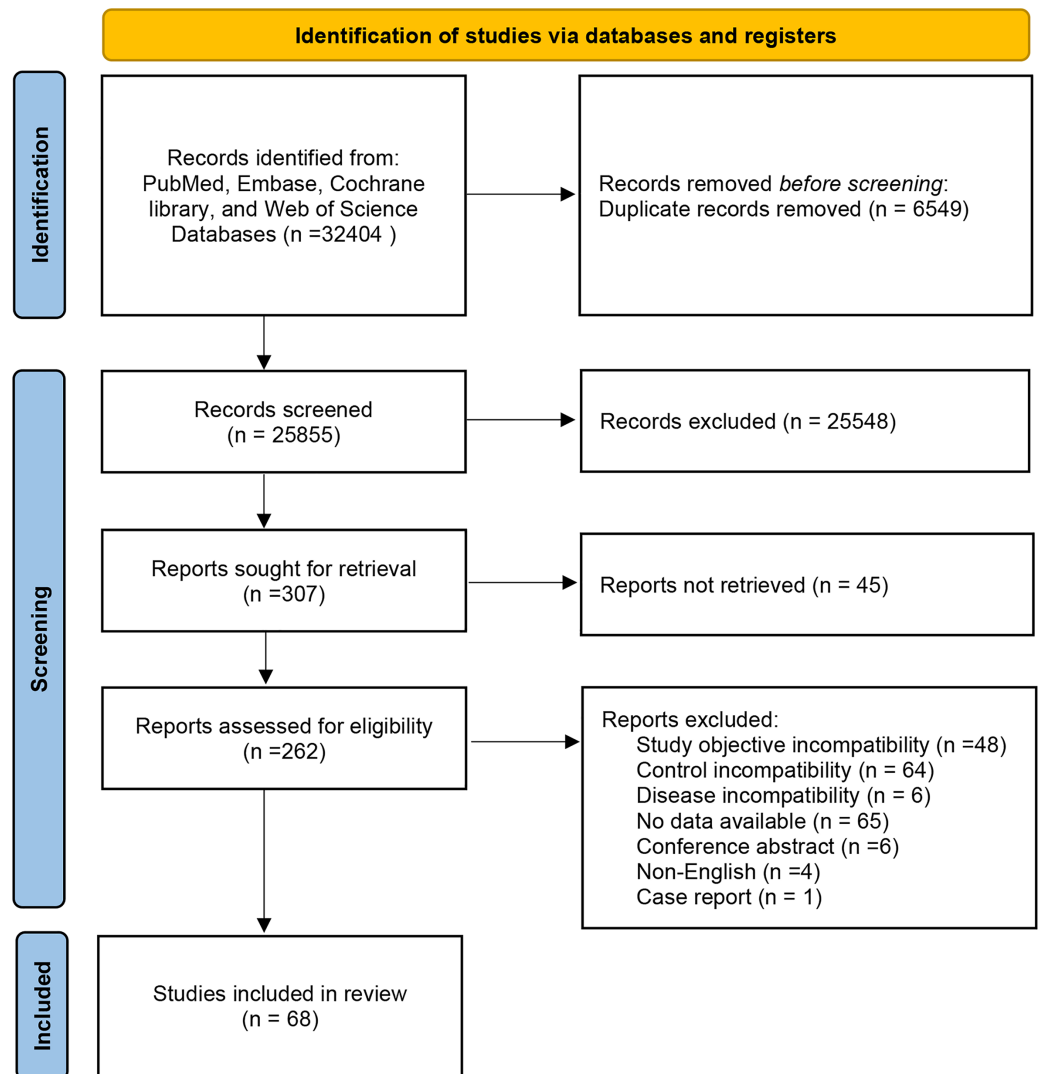 Identification of studies via databases and registers
Identification
Records identified from:
PubMed, Embase, Cochrane
library, and Web of Science
Databases (n =32404 )
Records removed before screening:
Duplicate records removed (n = 6549)
Screening
Records screened
(n = 25855)
Records excluded (n = 25548)
Reports sought for retrieval
(n =307)
Reports not retrieved (n = 45)
Reports assessed for eligibility
(n =262)
Reports excluded:
Study objective incompatibility (n =48)
Control incompatibility (n = 64)
Disease incompatibility (n = 6)
No data available (n = 65)
Conference abstract (n =6)
Non-English (n =4)
Case report (n = 1)
Included
Studies included in review
(n = 68)